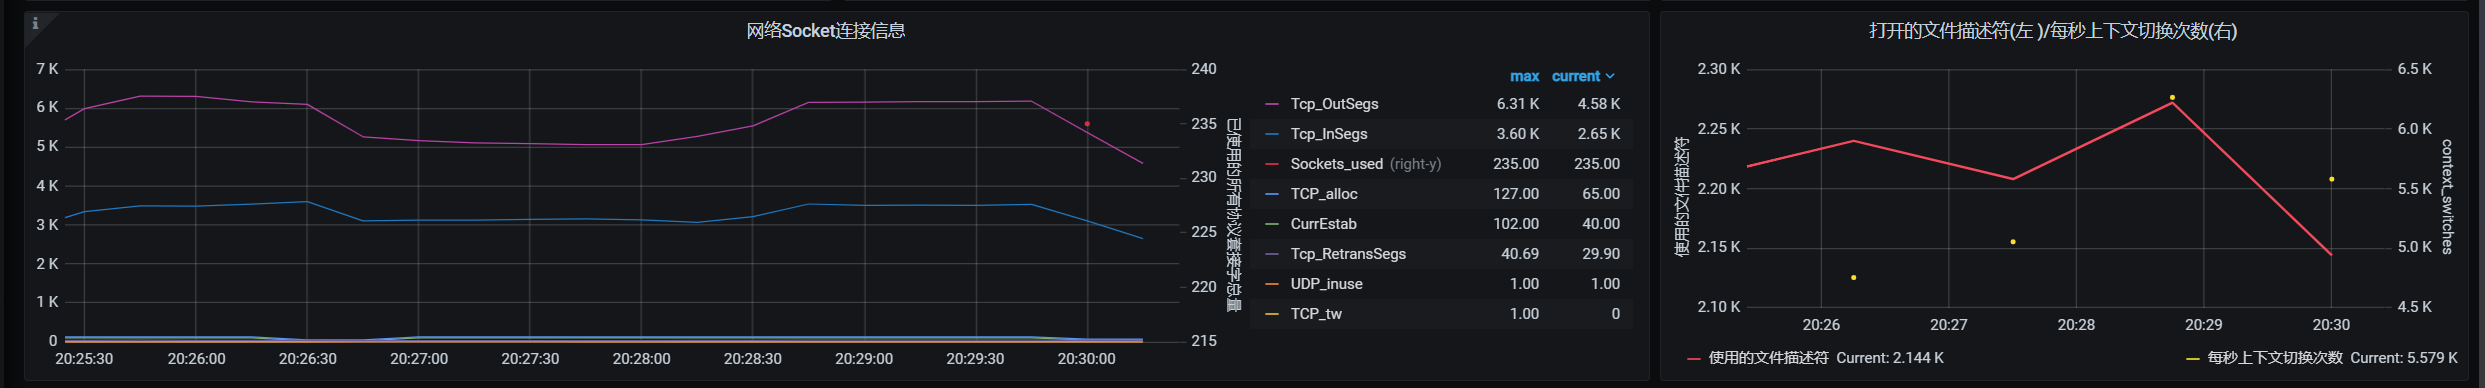 网络Socket连接信息
7 K
6 K
5 K
4 K
3 K
2 K
1 K
0
240
235
230
225
220
215
已使用的所有协议套接字总量
20:25:30 20:26:00 20:26:30 20:27:00 20:27:30 20:28:00 20:28:30 20:29:00 20:29:30 20:30:00
max current
Tcp_OutSegs 6.31 K 4.58 K
Tcp_InSegs 3.60 K 2.65 K
Sockets_used (right-y) 235.00 235.00
TCP_alloc 127.00 65.00
CurrEstab 102.00 40.00
Tcp_RetransSegs 40.69 29.90
UDP_inuse 1.00 1.00
TCP_tw 1.00 0
打开的文件描述符(左 )/每秒上下文切换次数(右)
使用的文件描述符
2.30 K
2.25 K
2.20 K
2.15 K
2.10 K
6.5 K
6.0 K
5.5 K
5.0 K
4.5 K
context_switches
20:26 20:27 20:28 20:29 20:30
使用的文件描述符 Current: 2.144 K
每秒上下文切换次数 Current: 5.579 K